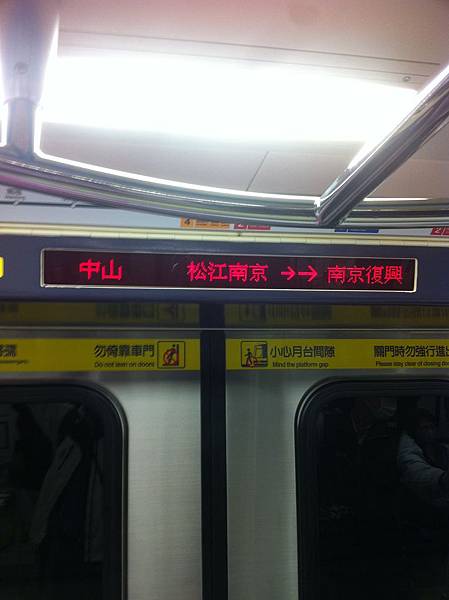 中山 松江南京 →→ 南京復興
勿倚靠車門
Do not lean on doors
小心月台間隙
Mind the platform gap
關門時勿強行進出
Please stay clear of closing doors